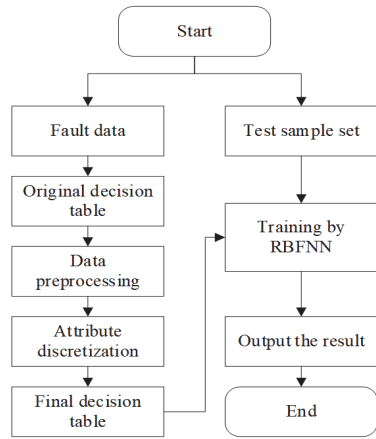 Start
Fault data
Original decision
table
Data
preprocessing
Attribute
discretization
Final decision
table
Test sample set
Training by
RBFNN
Output the result
End